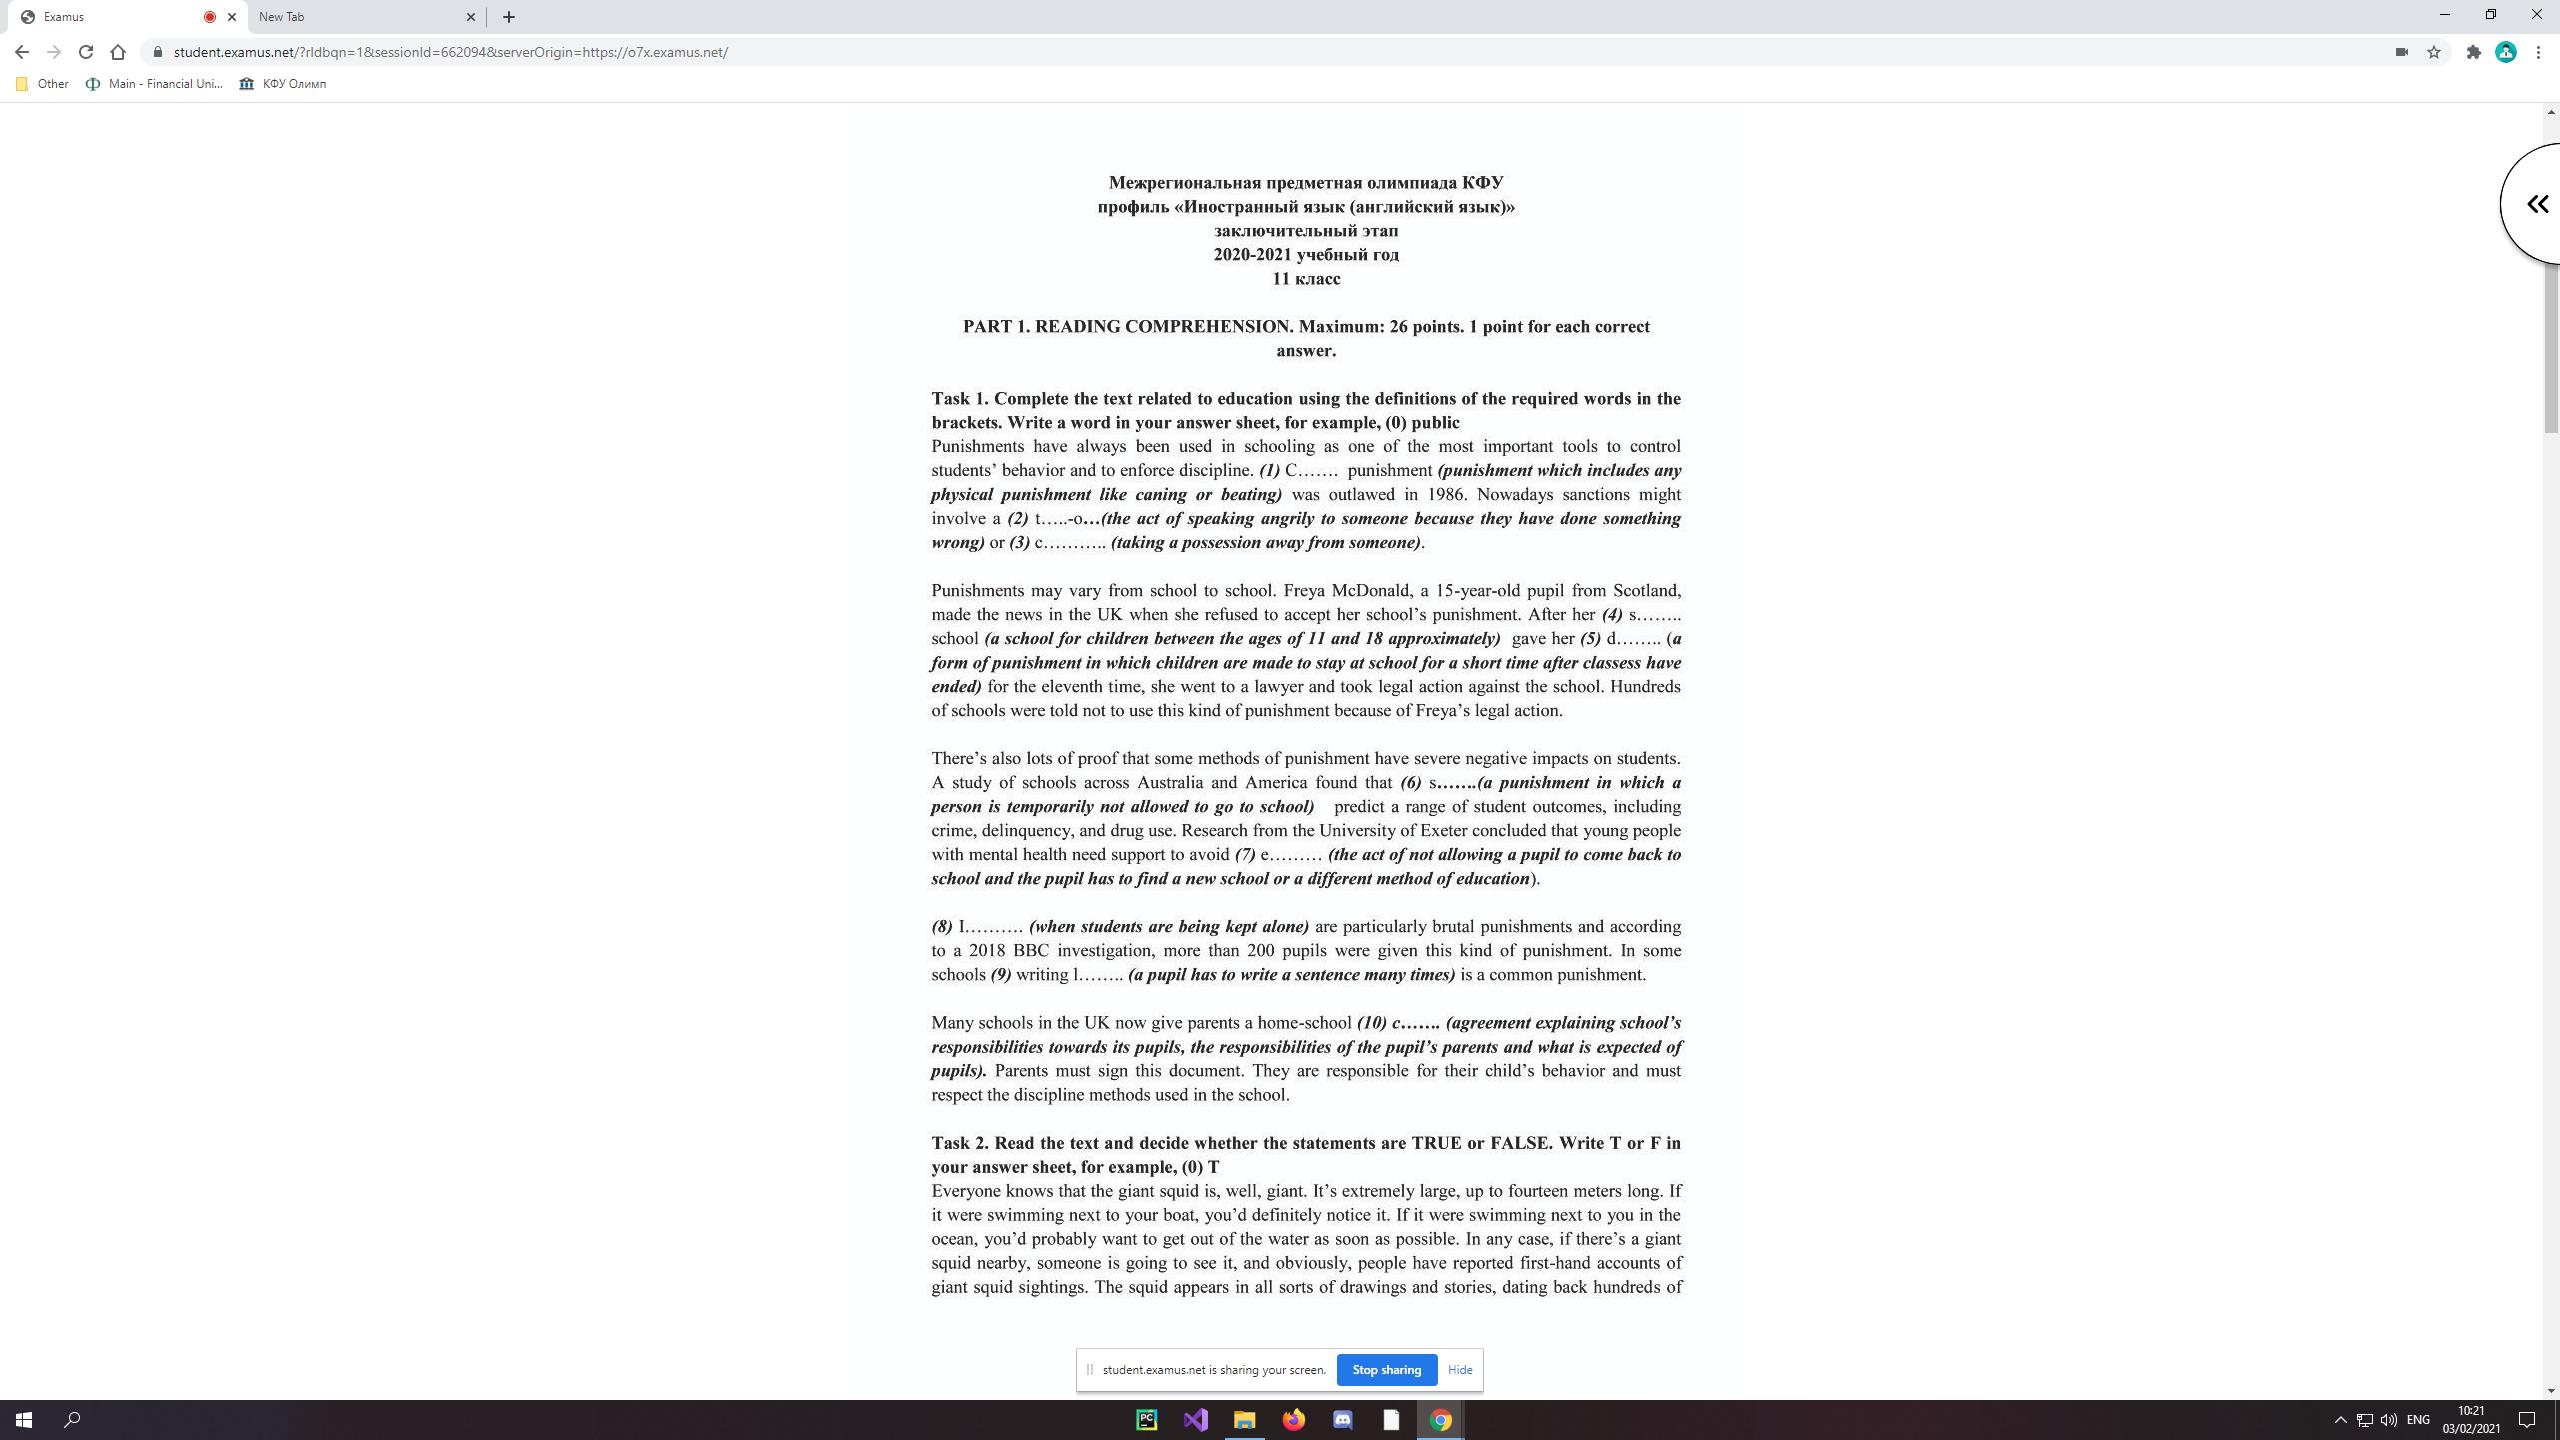 Examus
New Tab
student.examus.net/?rldbqn=1&sessionId=662094&serverOrigin=https://o7x.examus.net/
Other
Main - Financial Uni...
КФУ Олимп
Межрегиональная предметная олимпиада КФУ
профиль «Иностранный язык (английский язык)»
заключительный этап
2020-2021 учебный год
11 класс
PART 1. READING COMPREHENSION. Maximum: 26 points. 1 point for each correct
answer.
Task 1. Complete the text related to education using the definitions of the required words in the
brackets. Write a word in your answer sheet, for example, (0) public
Punishments have always been used in schooling as one of the most important tools to control
students’ behavior and to enforce discipline. (1) C……. punishment (punishment which includes any
physical punishment like caning or beating) was outlawed in 1986. Nowadays sanctions might
involve a (2) t…..-o…(the act of speaking angrily to someone because they have done something
wrong) or (3) c……….. (taking a possession away from someone).
Punishments may vary from school to school. Freya McDonald, a 15-year-old pupil from Scotland,
made the news in the UK when she refused to accept her school’s punishment. After her (4) s……..
school (a school for children between the ages of 11 and 18 approximately) gave her (5) d…….. (a
form of punishment in which children are made to stay at school for a short time after classess have
ended) for the eleventh time, she went to a lawyer and took legal action against the school. Hundreds
of schools were told not to use this kind of punishment because of Freya’s legal action.
There’s also lots of proof that some methods of punishment have severe negative impacts on students.
A study of schools across Australia and America found that (6) s…….(a punishment in which a
person is temporarily not allowed to go to school) predict a range of student outcomes, including
crime, delinquency, and drug use. Research from the University of Exeter concluded that young people
with mental health need support to avoid (7) e……… (the act of not allowing a pupil to come back to
school and the pupil has to find a new school or a different method of education).
(8) I………. (when students are being kept alone) are particularly brutal punishments and according
to a 2018 BBC investigation, more than 200 pupils were given this kind of punishment. In some
schools (9) writing l…….. (a pupil has to write a sentence many times) is a common punishment.
Many schools in the UK now give parents a home-school (10) c……. (agreement explaining school’s
responsibilities towards its pupils, the responsibilities of the pupil’s parents and what is expected of
pupils). Parents must sign this document. They are responsible for their child’s behavior and must
respect the discipline methods used in the school.
Task 2. Read the text and decide whether the statements are TRUE or FALSE. Write T or F in
your answer sheet, for example, (0) T
Everyone knows that the giant squid is, well, giant. It’s extremely large, up to fourteen meters long. If
it were swimming next to your boat, you’d definitely notice it. If it were swimming next to you in the
ocean, you’d probably want to get out of the water as soon as possible. In any case, if there’s a giant
squid nearby, someone is going to see it, and obviously, people have reported first-hand accounts of
giant squid sightings. The squid appears in all sorts of drawings and stories, dating back hundreds of
student.examus.net is sharing your screen.
Stop sharing
Hide
PC
ENG
10:21
03/02/2021